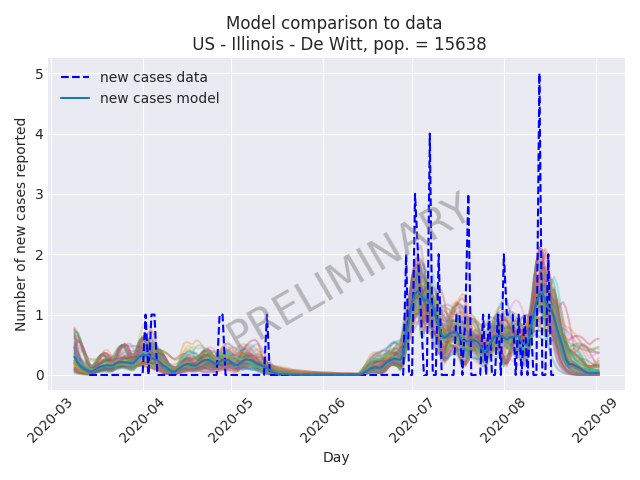 Model comparison to data
US - Illinois - De Witt, pop. = 15638
new cases data
new cases model
5
4
3
2
1
0
Number of new cases reported
PRELIMINARY
2020-03
2020-04
2020-05
2020-06
2020-07
2020-08
2020-09
Day